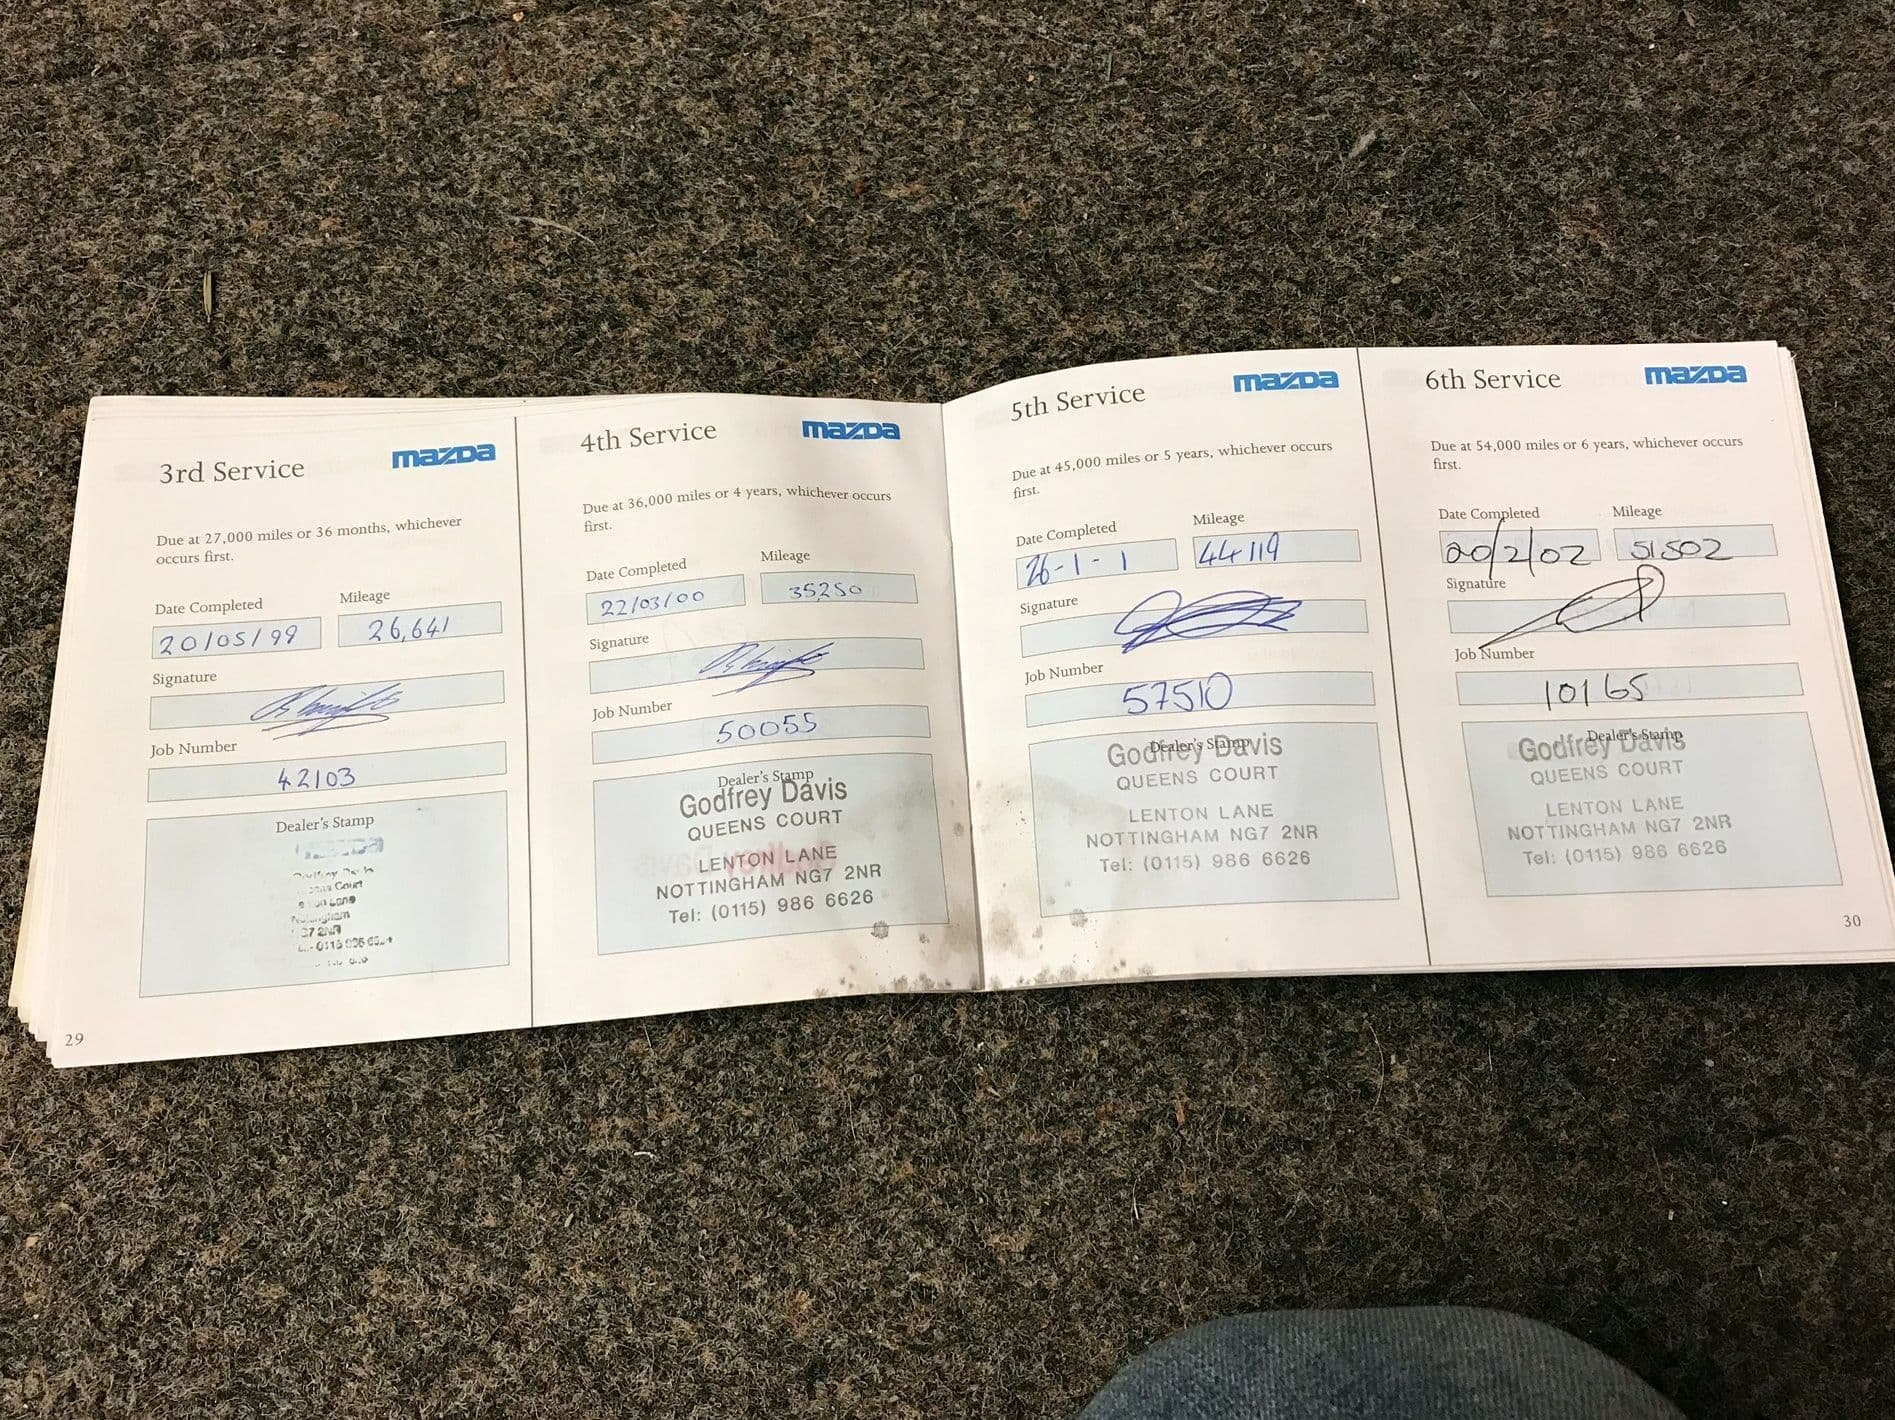 3rd Service
mazda
Due at 27,000 miles or 36 months, whichever
occurs first.
Date Completed
Mileage
20/05/99
26,641
Signature
Job Number
42103
Dealer's Stamp
mazda
Court
Nottingham
2NR
29
4th Service
mazda
Due at 36,000 miles or 4 years, whichever occurs
first.
Date Completed
Mileage
22/03/00
35,250
Signature
Job Number
50055
Dealer's Stamp
Godfrey Davis
QUEENS COURT
LENTON LANE
NOTTINGHAM NG7 2NR
Tel: (0115) 986 6626
5th Service
mazda
Due at 45,000 miles or 5 years, whichever occurs
first.
Date Completed
Mileage
26-1-1
44119
Signature
Job Number
57510
Dealer's Stamp
Godfrey Davis
QUEENS COURT
LENTON LANE
NOTTINGHAM NG7 2NR
Tel: (0115) 986 6626
6th Service
mazda
Due at 54,000 miles or 6 years, whichever occurs
first.
Date Completed
Mileage
20/2/02
51502
Signature
Job Number
10165
Dealer's Stamp
Godfrey Davis
QUEENS COURT
LENTON LANE
NOTTINGHAM NG7 2NR
Tel: (0115) 986 6626
30